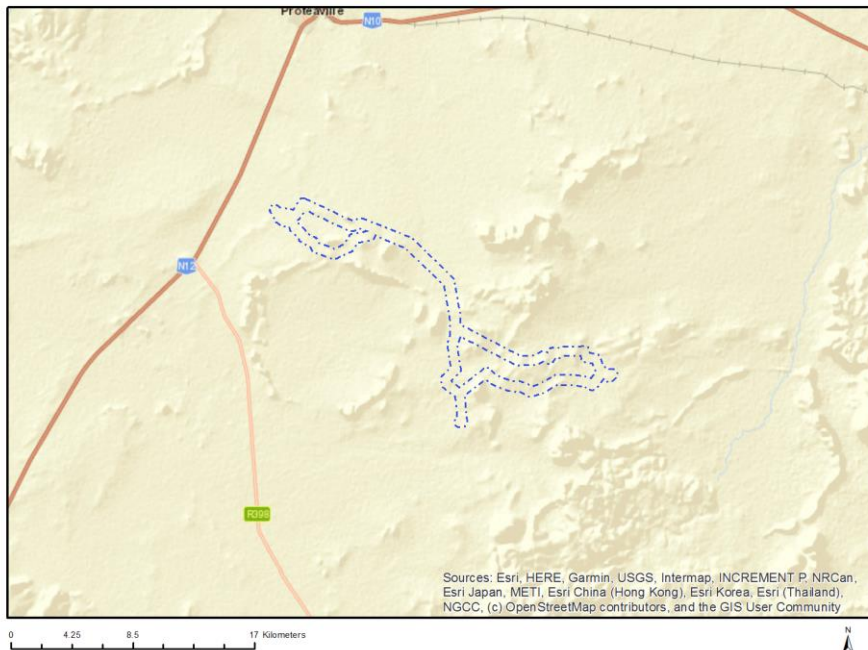 Proteaville
N10
N12
R398
Sources: Esri, HERE, Garmin, USGS, Intermap, INCREMENT P, NRCan,
Esri Japan, METI, Esri China (Hong Kong), Esri Korea, Esri (Thailand),
NGCC, (c) OpenStreetMap contributors, and the GIS User Community
0 4.25 8.5 17 Kilometers
N